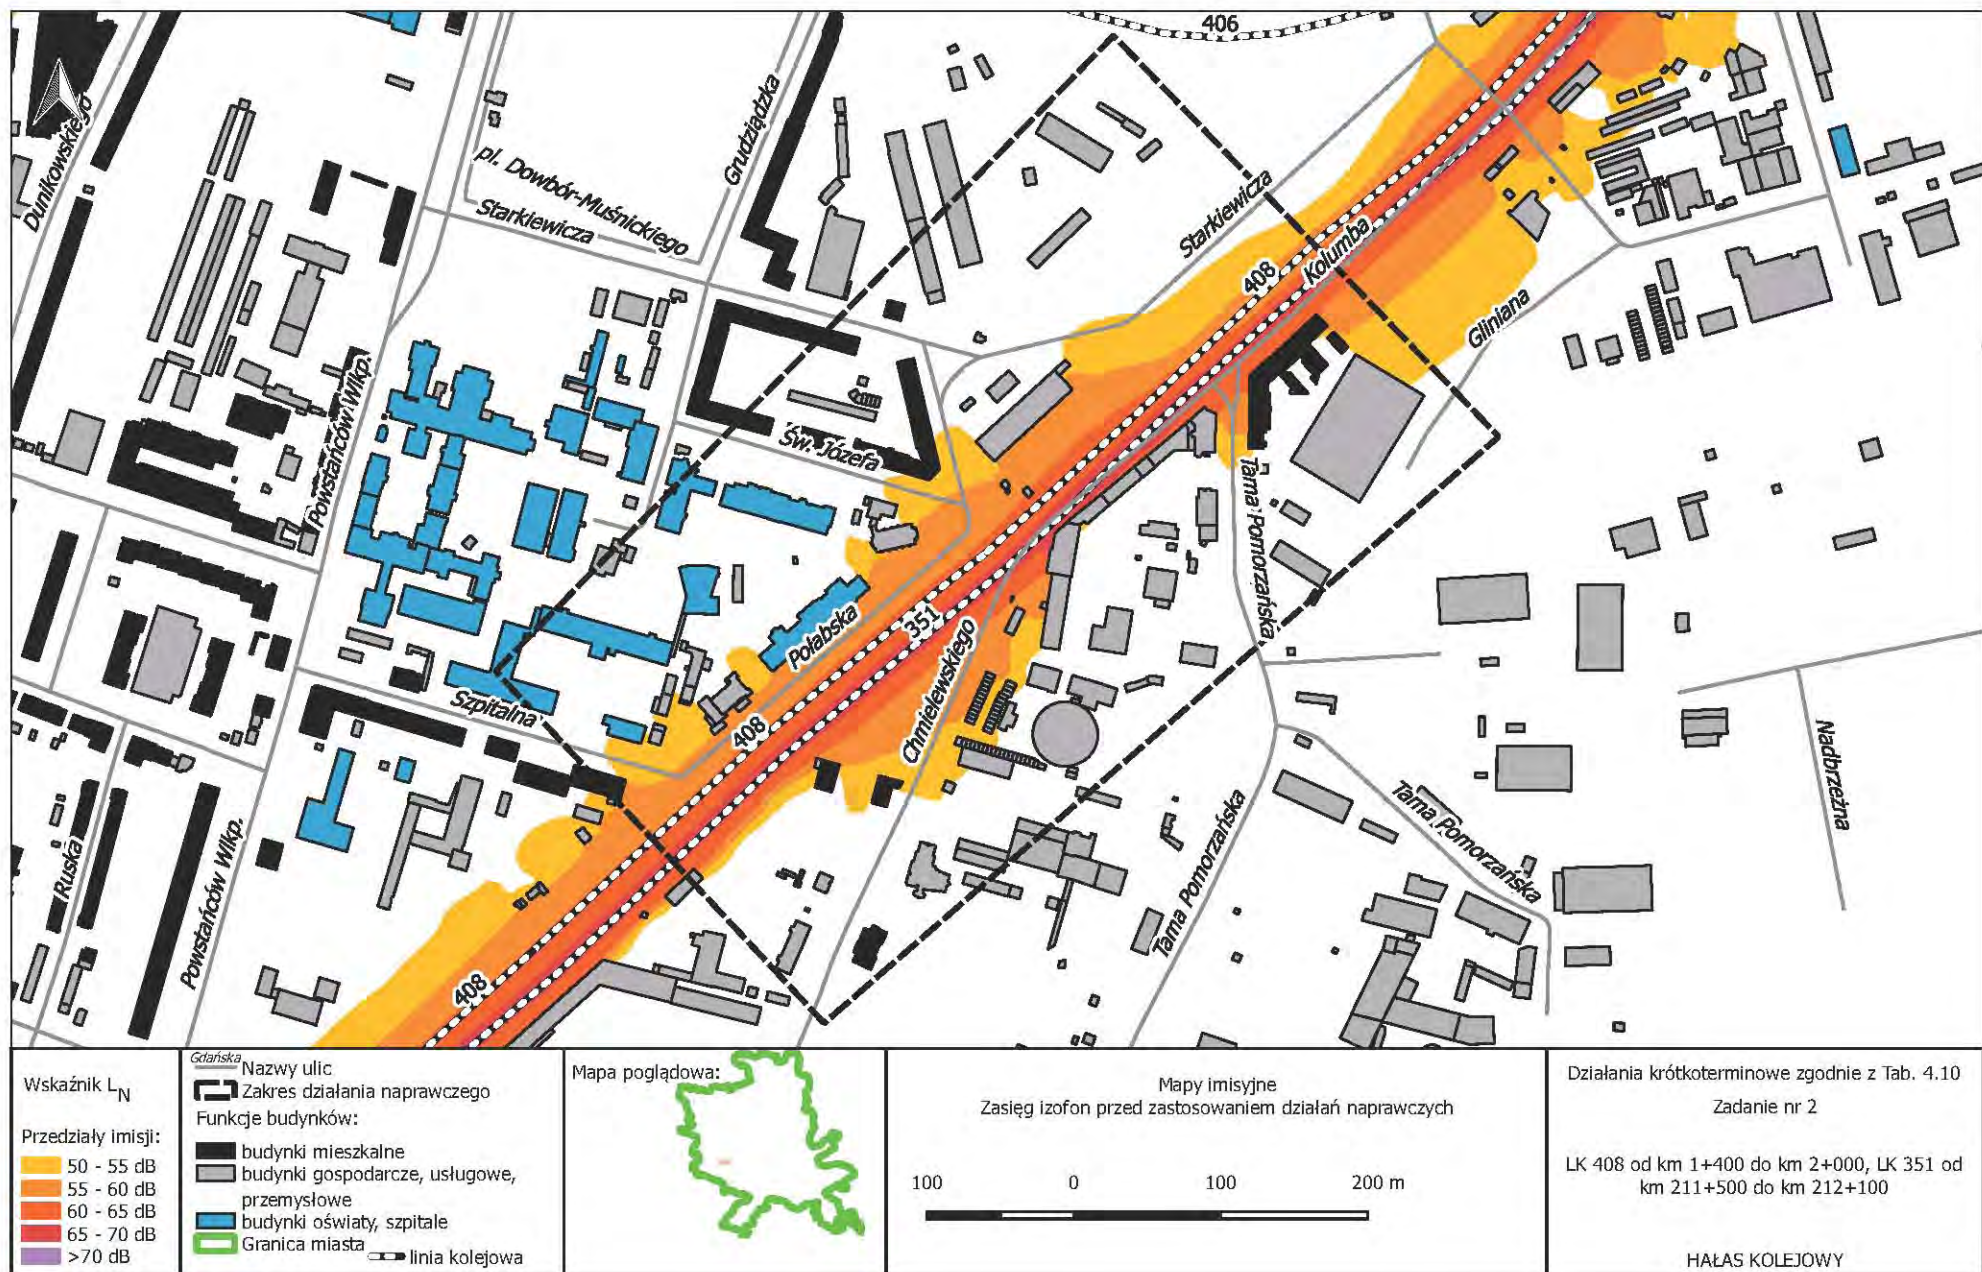 406
Dunikowskiego
pl. Dowbór-Muśnickiego
Starkiewicza
Grudziądzka
Starkiewicza
408
Kolumba
Gliniana
Powstańców Wlkp.
Św. Józefa
Tama Pomorzańska
Połabska
351
Chmielewskiego
Szpitalna
408
Ruska
Powstańców Wlkp.
408
Tama Pomorzańska
Tama Pomorzańska
Nadbrzeżna
Wskaźnik LN
Przedziały imisji:
50 - 55 dB
55 - 60 dB
60 - 65 dB
65 - 70 dB
>70 dB
Gdańska
Nazwy ulic
Zakres działania naprawczego
Funkcje budynków:
budynki mieszkalne
budynki gospodarcze, usługowe,
przemysłowe
budynki oświaty, szpitale
Granica miasta
linia kolejowa
Mapa poglądowa:
Mapy imisyjne
Zasięg izofon przed zastosowaniem działań naprawczych
100 0 100 200 m
Działania krótkoterminowe zgodnie z Tab. 4.10
Zadanie nr 2
LK 408 od km 1+400 do km 2+000, LK 351 od
km 211+500 do km 212+100
HAŁAS KOLEJOWY